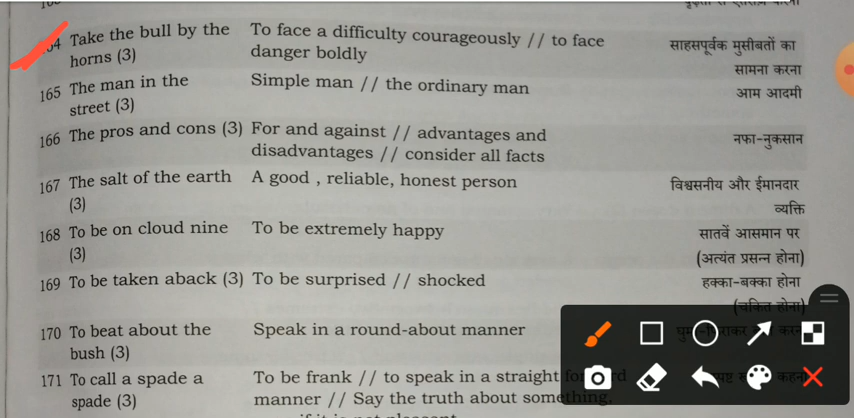 Take the bull by the To face a difficulty courageously // to face साहसपूर्वक मुसीबतों का
horns (3) danger boldly सामना करना
165 The man in the Simple man // the ordinary man आम आदमी
street (3)
166 The pros and cons (3) For and against // advantages and नफा-नुकसान
disadvantages // consider all facts
167 The salt of the earth A good , reliable, honest person विश्वसनीय और ईमानदार
(3) व्यक्ति
168 To be on cloud nine To be extremely happy सातवें आसमान पर
(3) (अत्यंत प्रसन्न होना)
169 To be taken aback (3) To be surprised // shocked हक्का-बक्का होना
(चकित होना)
170 To beat about the Speak in a round-about manner
bush (3)
171 To call a spade a To be frank // to speak in a straight forward
spade (3) manner // Say the truth about something,